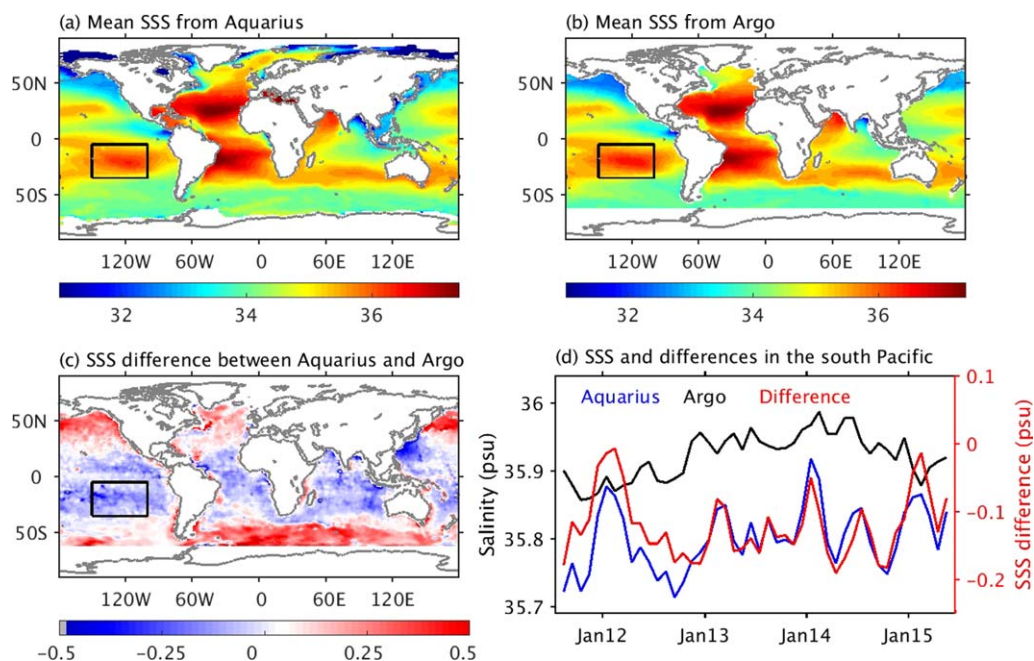 (a) Mean SSS from Aquarius
(b) Mean SSS from Argo
50N
0
50S
120W 60W 0 60E 120E
32 34 36
50N
0
50S
120W 60W 0 60E 120E
32 34 36
(c) SSS difference between Aquarius and Argo
50N
0
50S
120W 60W 0 60E 120E
-0.5 -0.25 0 0.25 0.5
(d) SSS and differences in the south Pacific
Aquarius Argo Difference
Salinity (psu)
36
35.9
35.8
35.7
Jan12 Jan13 Jan14 Jan15
0.1
0
-0.1
-0.2
SSS difference (psu)